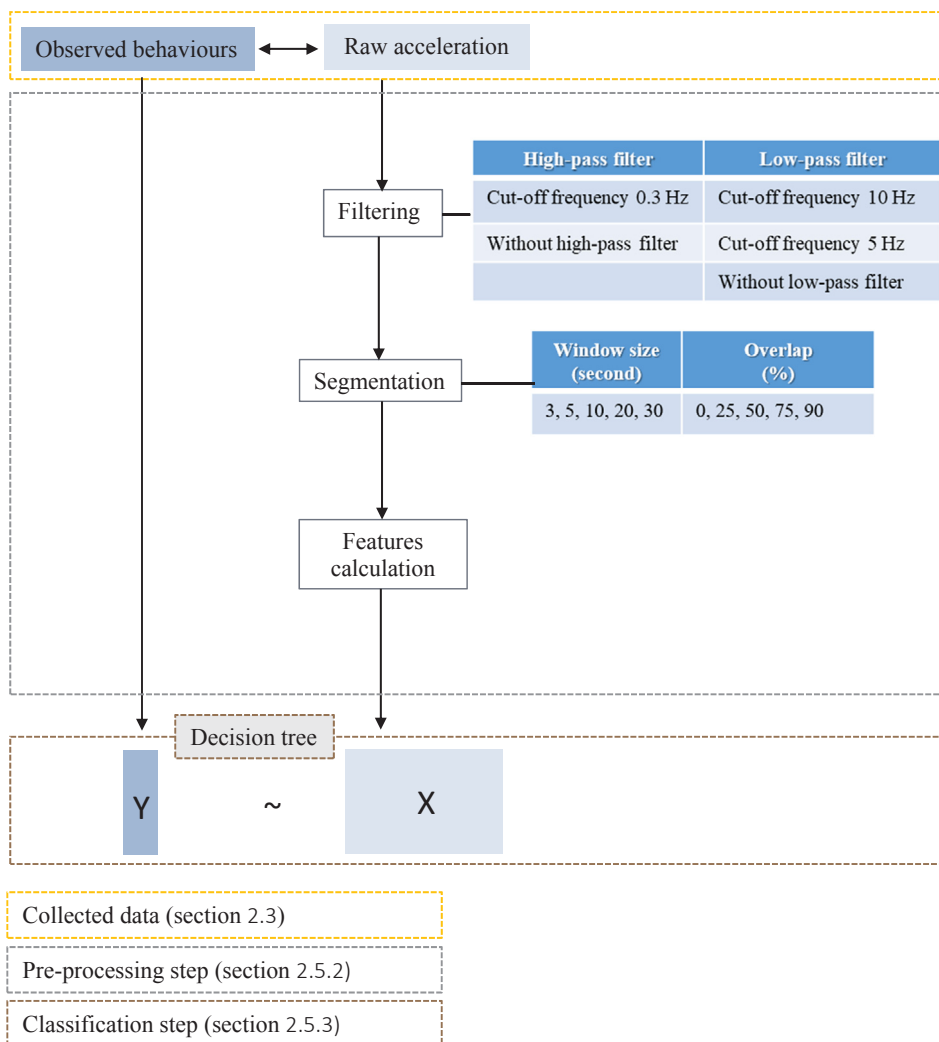 Observed behaviours
Raw acceleration
High-pass filter
Low-pass filter
Filtering
Cut-off frequency 0.3 Hz
Cut-off frequency 10 Hz
Without high-pass filter
Cut-off frequency 5 Hz
Without low-pass filter
Segmentation
Window size
(second)
Overlap
(%)
3, 5, 10, 20, 30
0, 25, 50, 75, 90
Features
calculation
Decision tree
Y
~
X
Collected data (section 2.3)
Pre-processing step (section 2.5.2)
Classification step (section 2.5.3)